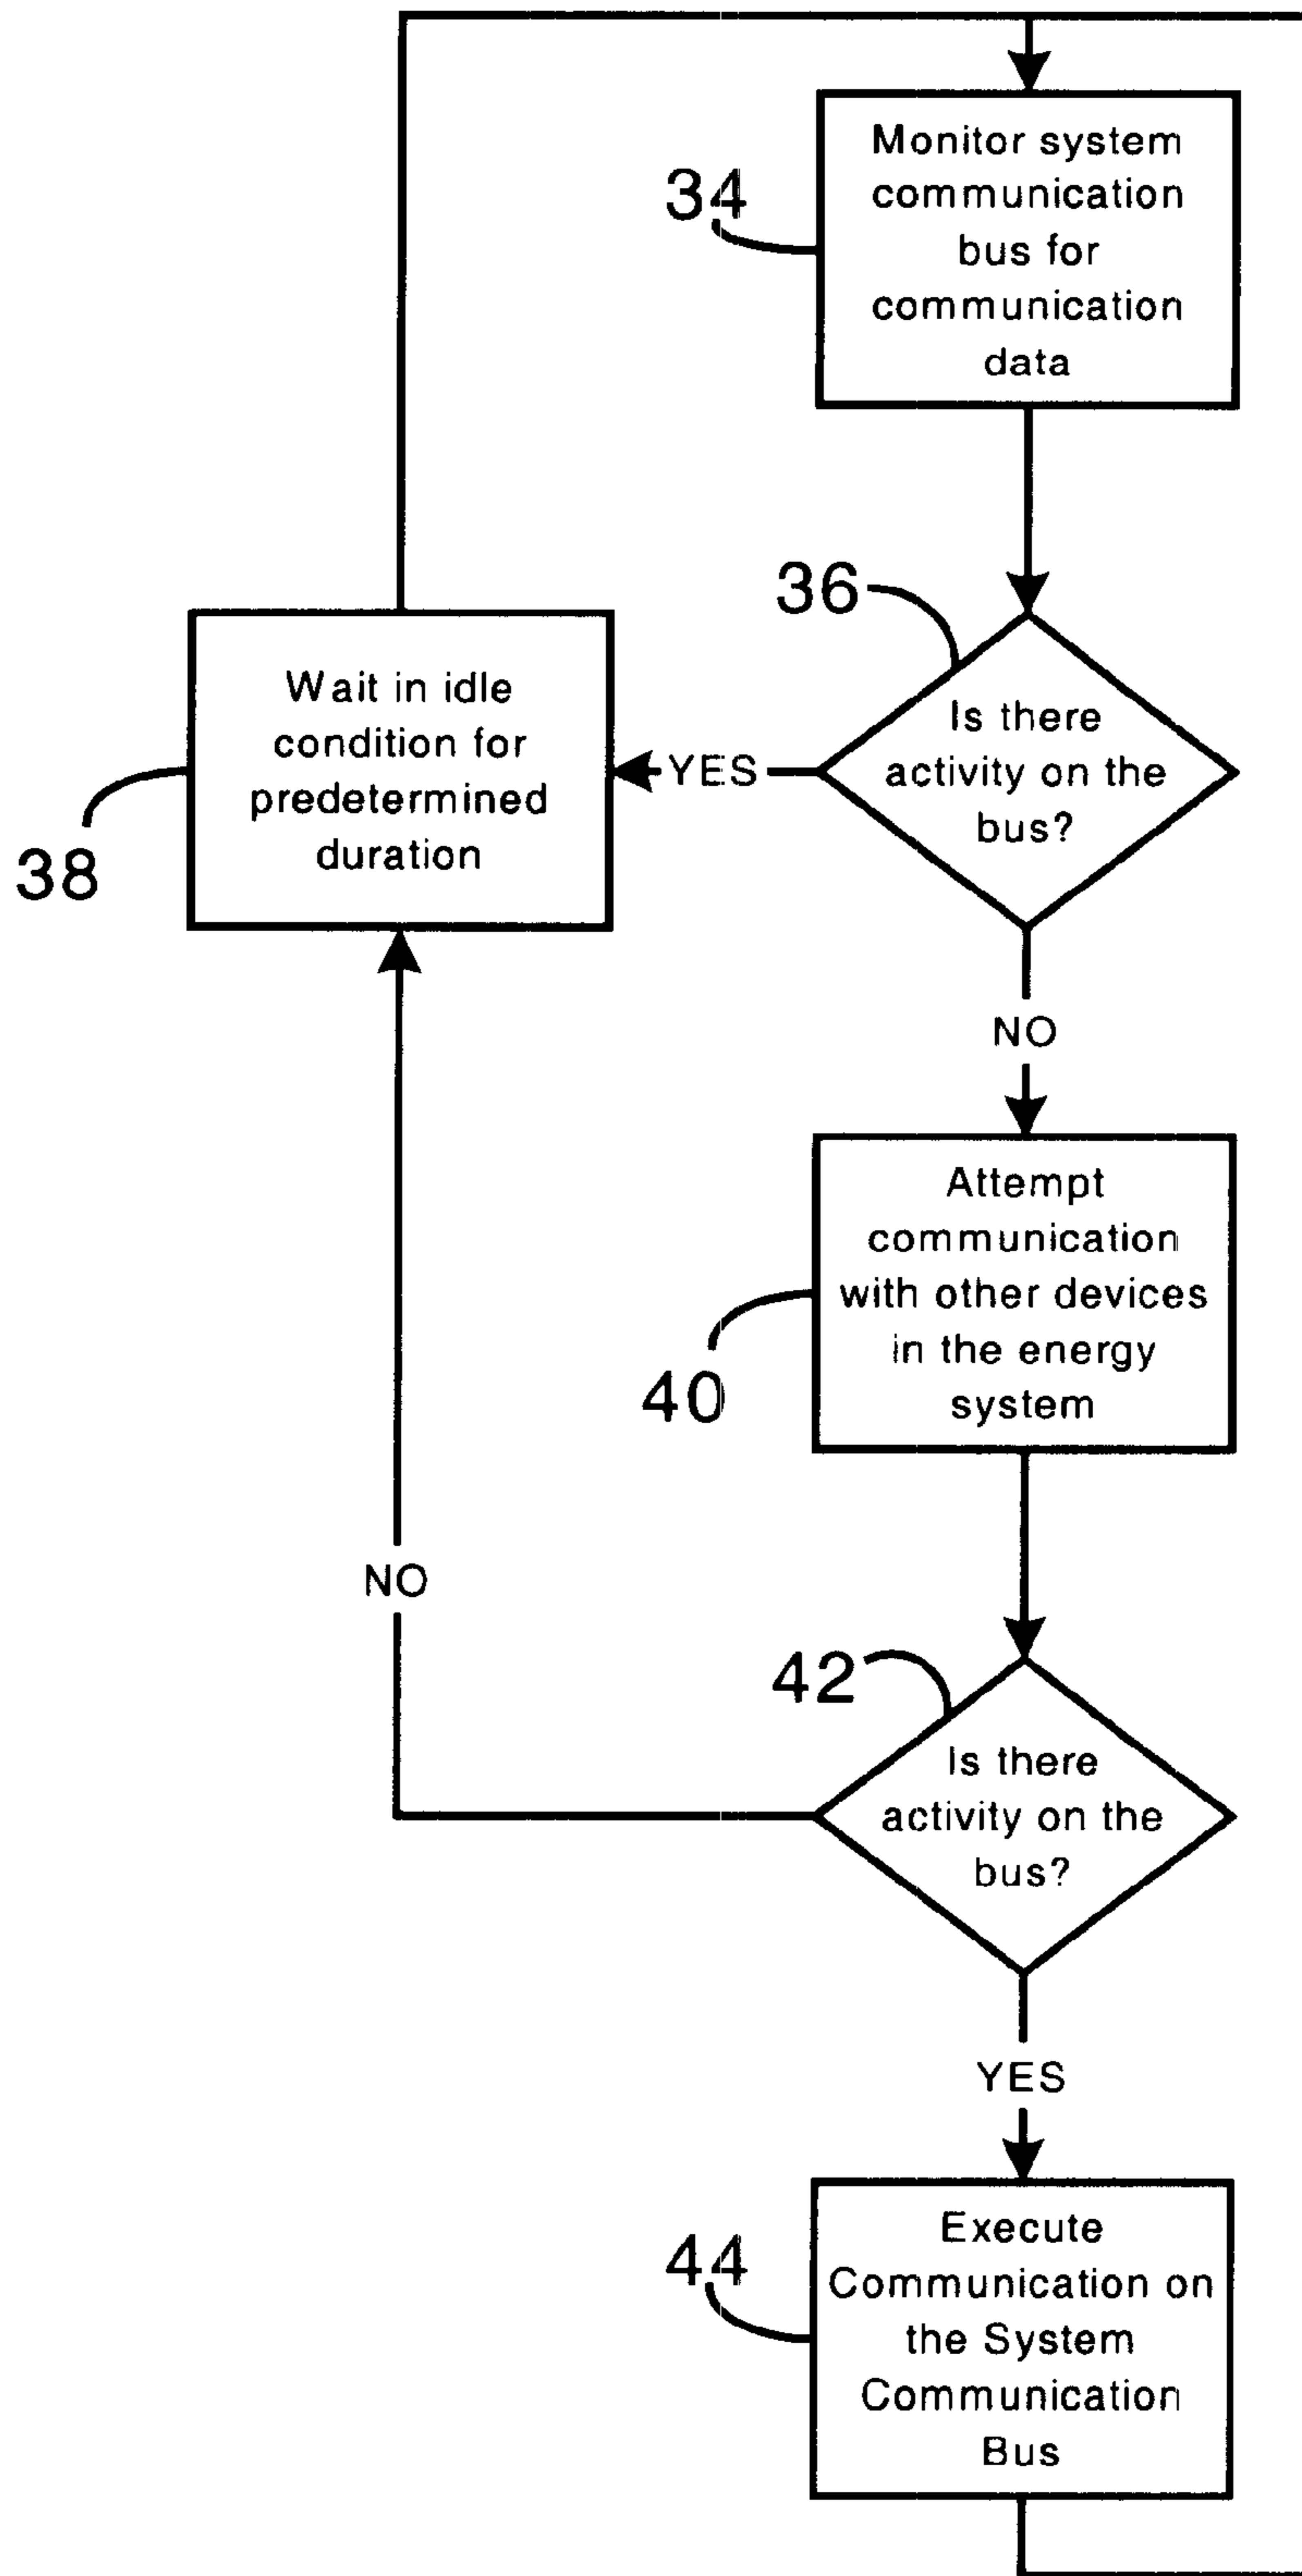 34
Monitor system
communication
bus for
communication
data
36
Is there
activity on the
bus?
YES
Wait in idle
condition for
predetermined
duration
38
NO
Attempt
communication
with other devices
in the energy
system
40
NO
42
Is there
activity on the
bus?
YES
44
Execute
Communication on
the System
Communication
Bus